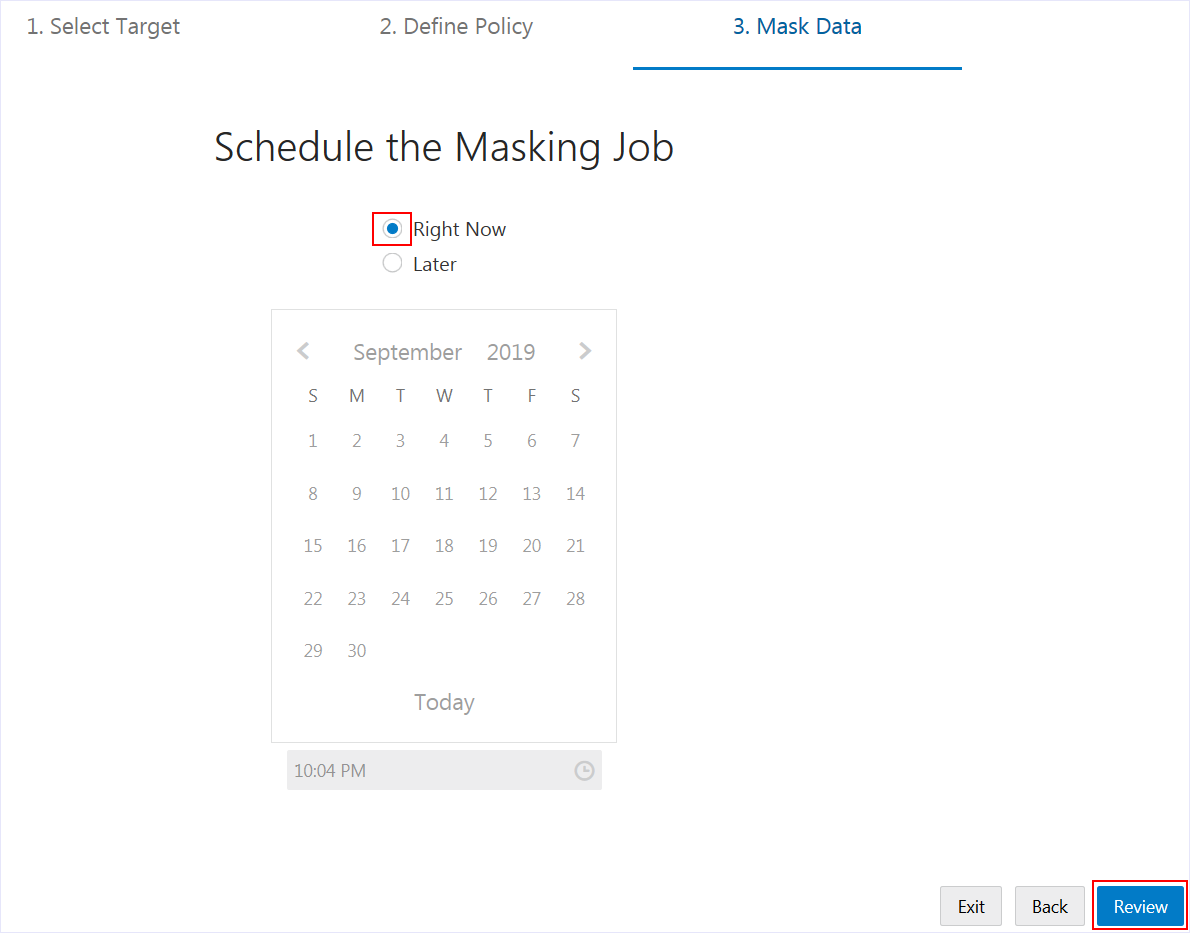 1. Select Target 2. Define Policy 3. Mask Data
Schedule the Masking Job
Right Now
Later
September 2019
S M T W T F S
1 2 3 4 5 6 7
8 9 10 11 12 13 14
15 16 17 18 19 20 21
22 23 24 25 26 27 28
29 30
Today
10:04 PM
Exit Back Review